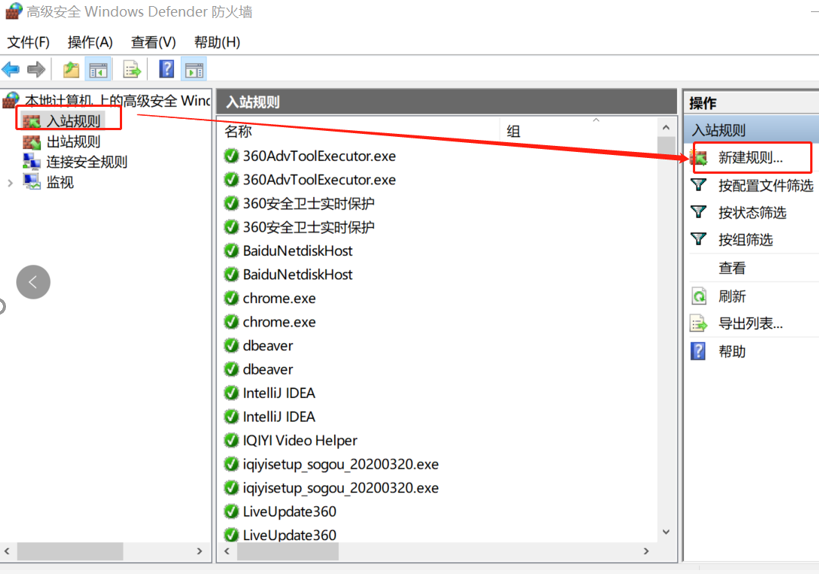 高级安全 Windows Defender 防火墙
文件(F) 操作(A) 查看(V) 帮助(H)
本地计算机 上的高级安全 Wind
入站规则
出站规则
连接安全规则
监视
入站规则
名称 组
360AdvToolExecutor.exe
360AdvToolExecutor.exe
360安全卫士实时保护
360安全卫士实时保护
BaiduNetdiskHost
BaiduNetdiskHost
chrome.exe
chrome.exe
dbeaver
dbeaver
IntelliJ IDEA
IntelliJ IDEA
IQIYI Video Helper
iqiyisetup_sogou_20200320.exe
iqiyisetup_sogou_20200320.exe
LiveUpdate360
LiveUpdate360
操作
入站规则
新建规则...
按配置文件筛选
按状态筛选
按组筛选
查看
刷新
导出列表...
帮助